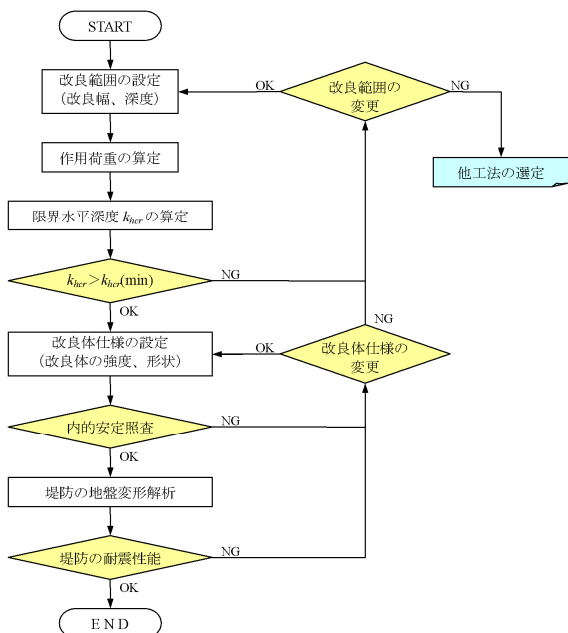 START
改良範囲の設定
（改良幅、深度）
OK
改良範囲の
変更
NG
作用荷重の算定
他工法の選定
限界水平深度 khcr の算定
khcr＞khcr(min)
NG
OK
NG
改良体仕様の設定
（改良体の強度、形状）
OK
改良体仕様の
変更
内的安定照査
NG
OK
堤防の地盤変形解析
堤防の耐震性能
NG
OK
E N D